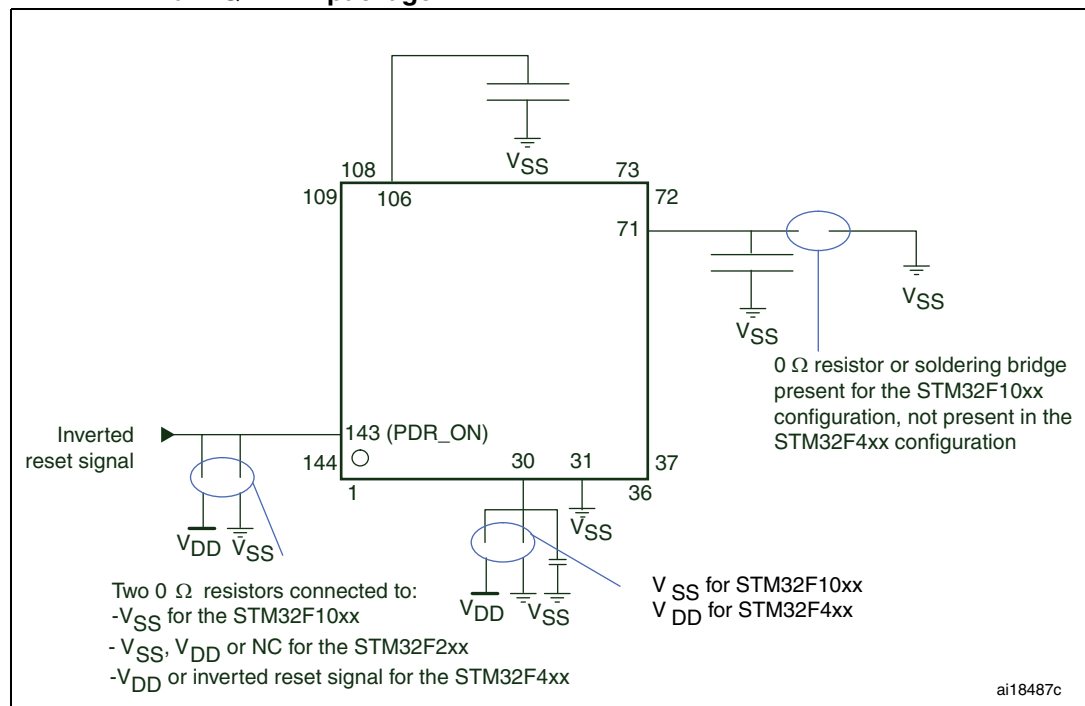 108
73
109
106
72
71
V_SS
V_SS
V_SS
0 Ω resistor or soldering bridge
present for the STM32F10xx
configuration, not present in the
STM32F4xx configuration
Inverted
reset signal
143 (PDR_ON)
144
30
31
37
1
36
V_DD
V_SS
V_SS
V_DD
V_SS
Two 0 Ω resistors connected to:
-V_SS for the STM32F10xx
- V_SS, V_DD or NC for the STM32F2xx
-V_DD or inverted reset signal for the STM32F4xx
V_SS for STM32F10xx
V_DD for STM32F4xx
ai18487c